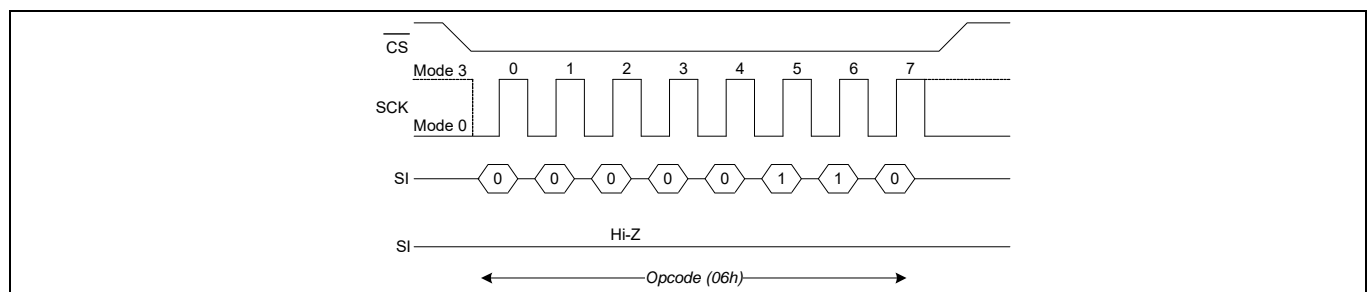 CS
Mode 3 0 1 2 3 4 5 6 7
SCK
Mode 0
SI 0 0 0 0 0 1 1 0
Hi-Z
SI
Opcode (06h)